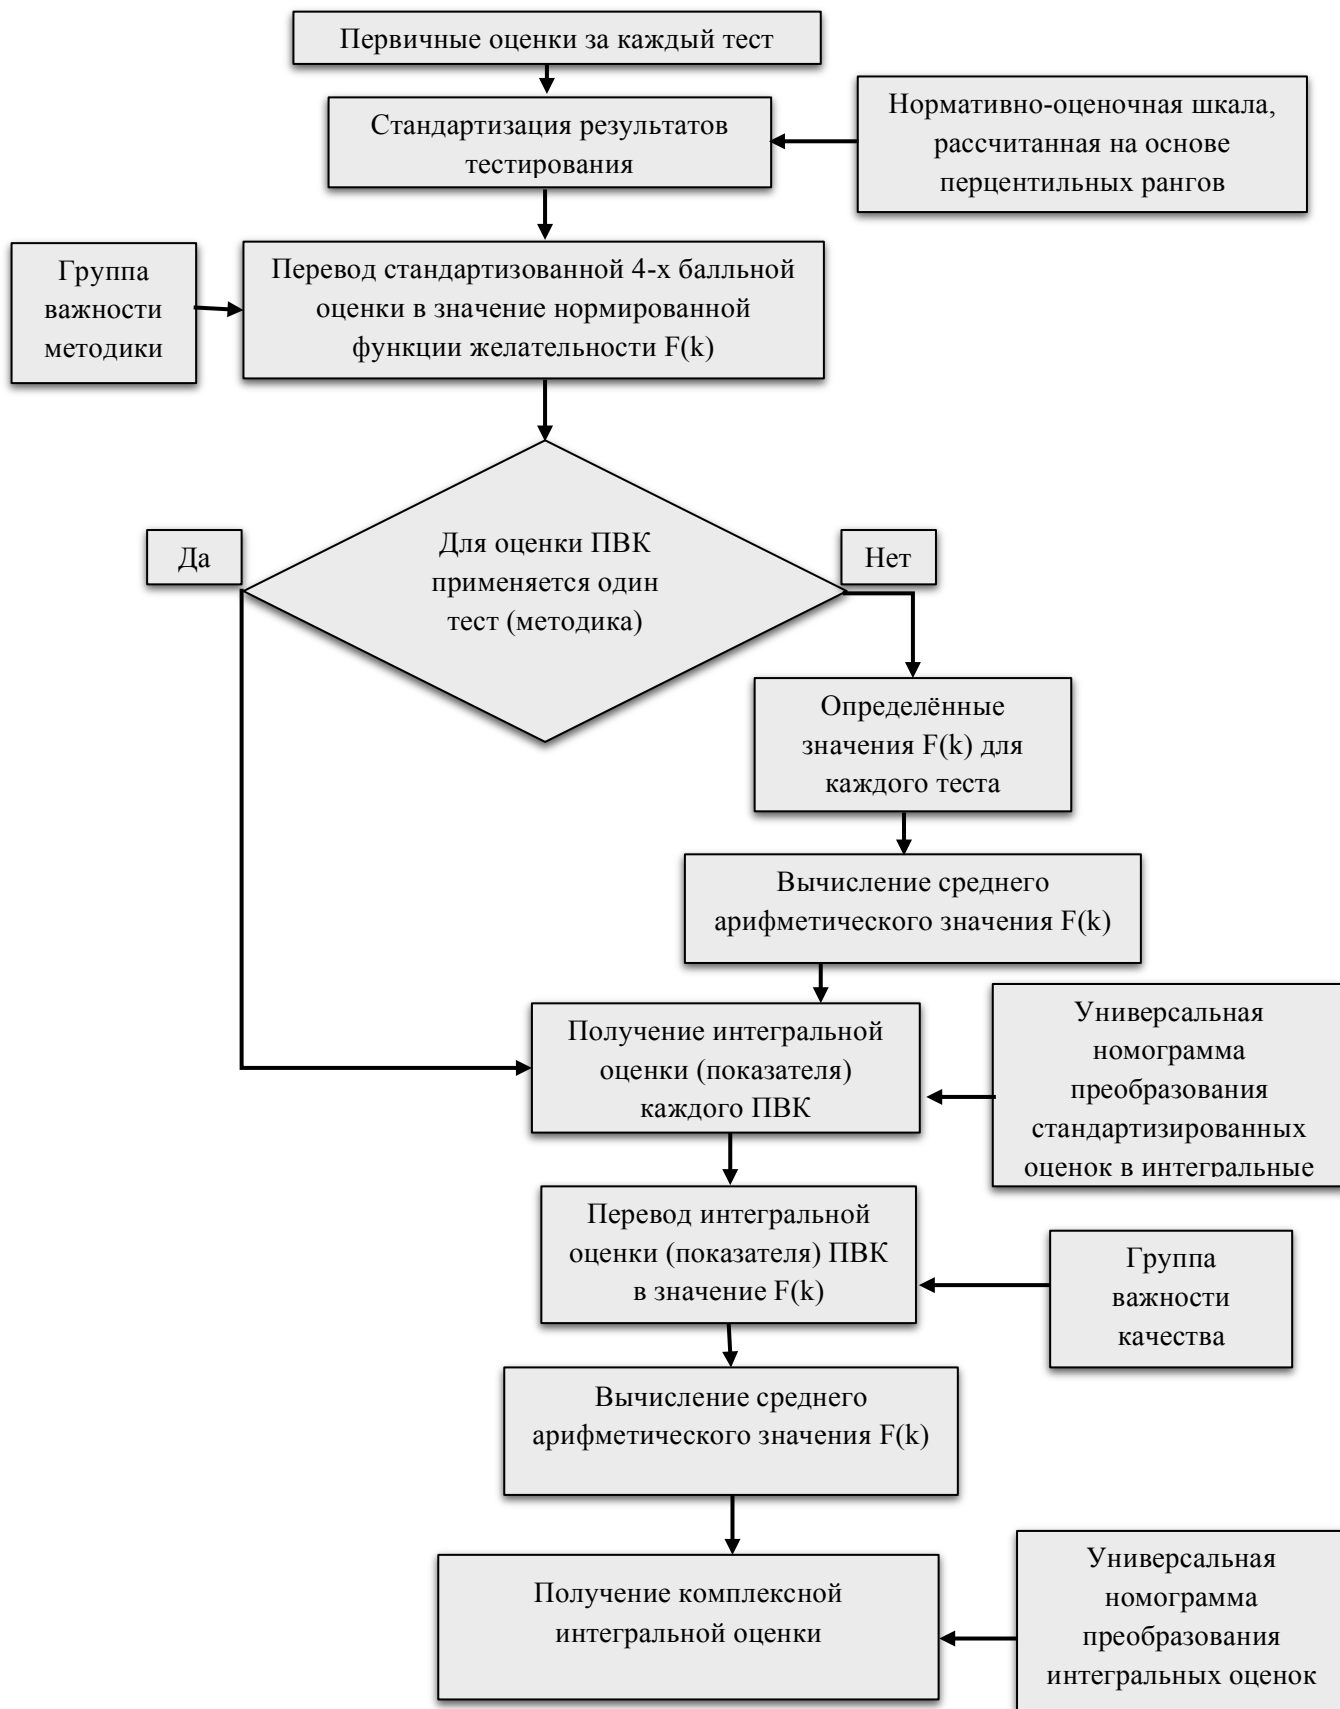 Первичные оценки за каждый тест
Стандартизация результатов
тестирования
Нормативно-оценочная шкала,
рассчитанная на основе
перцентильных рангов
Группа
важности
методики
Перевод стандартизованной 4-х балльной
оценки в значение нормированной
функции желательности F(k)
Да
Для оценки ПВК
применяется один
тест (методика)
Нет
Определённые
значения F(k) для
каждого теста
Вычисление среднего
арифметического значения F(k)
Получение интегральной
оценки (показателя)
каждого ПВК
Универсальная
номограмма
преобразования
стандартизированных
оценок в интегральные
Перевод интегральной
оценки (показателя) ПВК
в значение F(k)
Группа
важности
качества
Вычисление среднего
арифметического значения F(k)
Получение комплексной
интегральной оценки
Универсальная
номограмма
преобразования
интегральных оценок